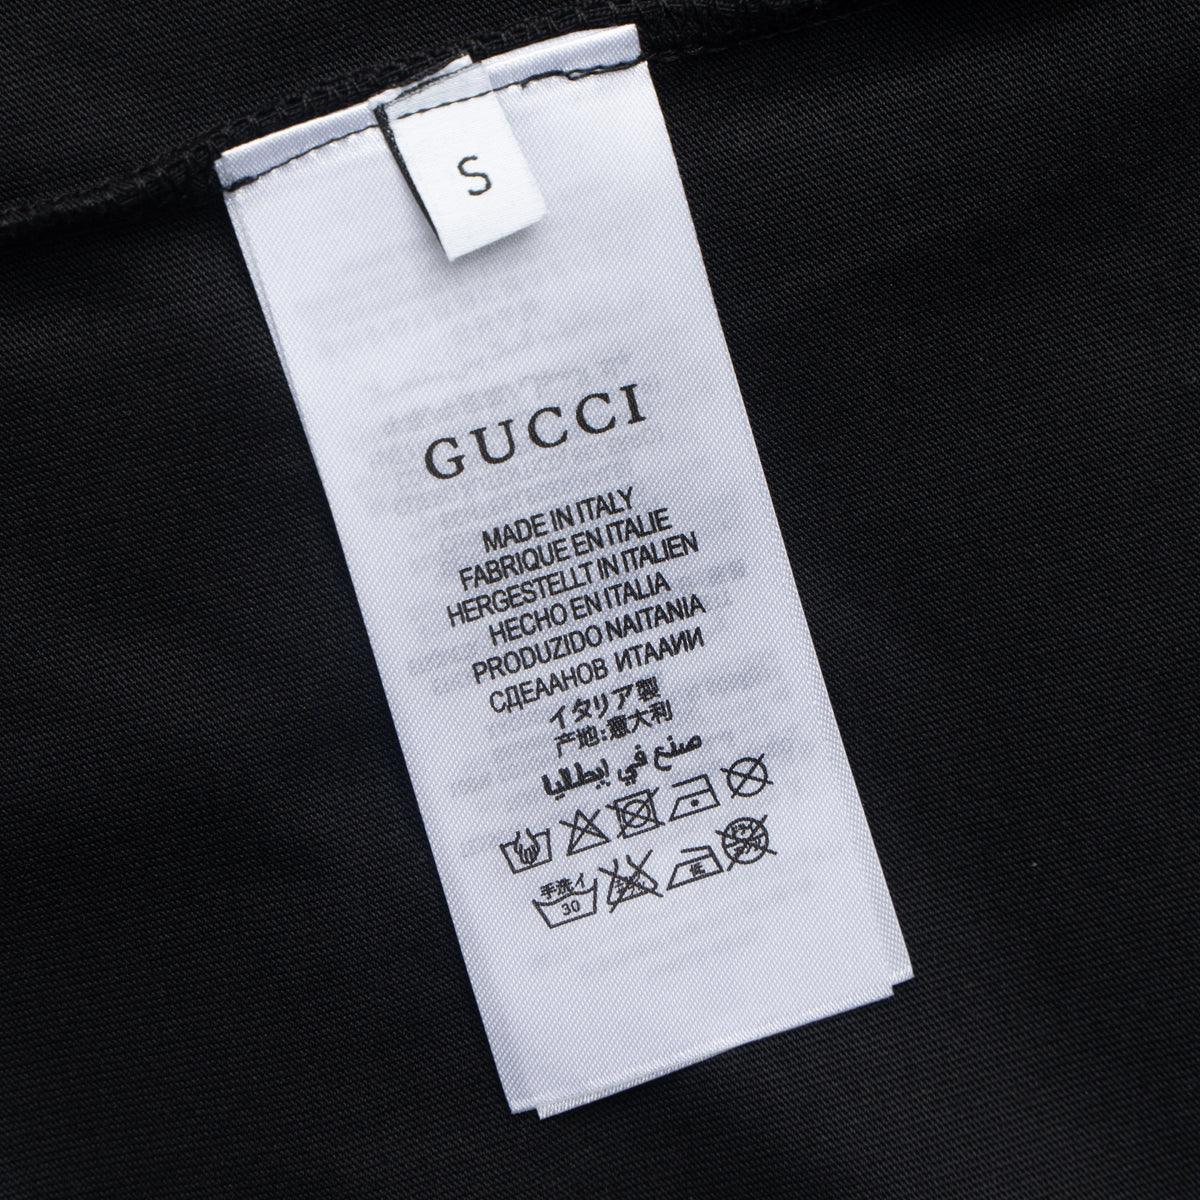 S
GUCCI
MADE IN ITALY
FABRIQUE EN ITALIE
HERGESTELLT IN ITALIEN
HECHO EN ITALIA
PRODUZIDO NAITANIA
СДЕААНОВ ИТААИИ
イタリア製
产地:意大利
صنع في إيطاليا
手洗イ
30
低